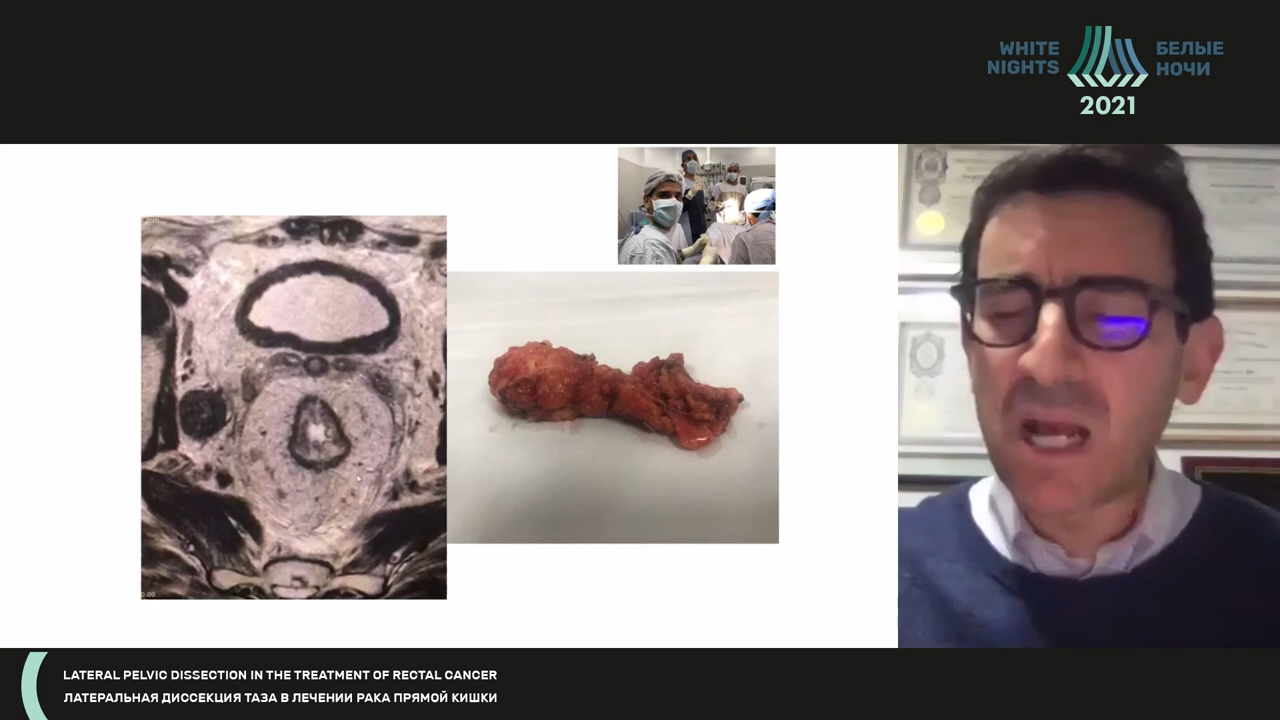 WHITE
NIGHTS
БЕЛЫЕ
НОЧИ
2021
LATERAL PELVIC DISSECTION IN THE TREATMENT OF RECTAL CANCER
ЛАТЕРАЛЬНАЯ ДИССЕКЦИЯ ТАЗА В ЛЕЧЕНИИ РАКА ПРЯМОЙ КИШКИ